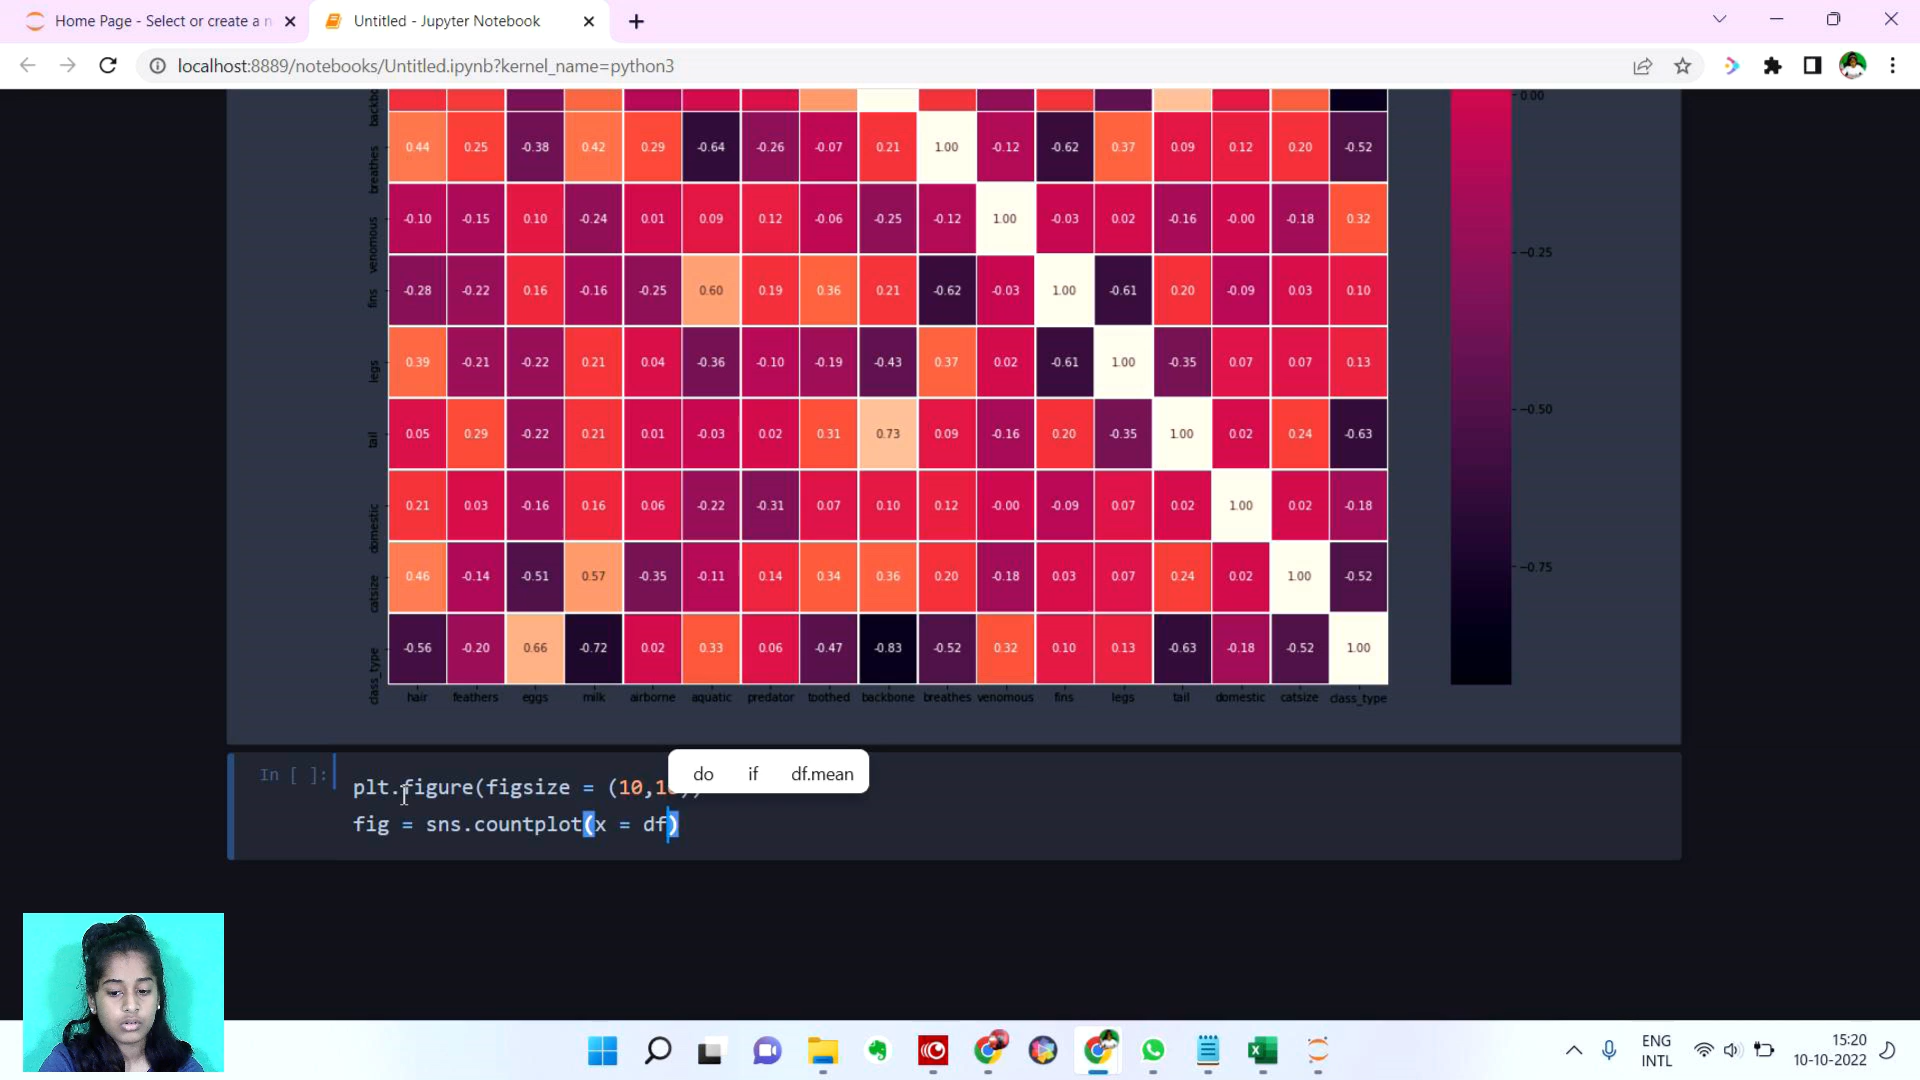 Home Page - Select or create a n
Untitled - Jupyter Notebook
localhost:8889/notebooks/Untitled.ipynb?kernel_name=python3
0.00
breathes 0.44 0.25 -0.38 0.42 0.29 -0.64 -0.26 -0.07 0.21 1.00 -0.12 -0.62 0.37 0.09 0.12 0.20 -0.52
venomous -0.10 -0.15 0.10 -0.24 0.01 0.09 0.12 -0.06 -0.25 -0.12 1.00 -0.03 0.02 -0.16 -0.00 -0.18 0.32
-0.25
fins -0.28 -0.22 0.16 -0.16 -0.25 0.60 0.19 0.36 0.21 -0.62 -0.03 1.00 -0.61 0.20 -0.09 0.03 0.10
legs 0.39 -0.21 -0.22 0.21 0.04 -0.36 -0.10 -0.19 -0.43 0.37 0.02 -0.61 1.00 -0.35 0.07 0.07 0.13
-0.50
tail 0.05 0.29 -0.22 0.21 0.01 -0.03 0.02 0.31 0.73 0.09 -0.16 0.20 -0.35 1.00 0.02 0.24 -0.63
domestic 0.21 0.03 -0.16 0.16 0.06 -0.22 -0.31 0.07 0.10 0.12 -0.00 -0.09 0.07 0.02 1.00 0.02 -0.18
-0.75
catsize 0.46 -0.14 -0.51 0.57 -0.35 -0.11 0.14 0.34 0.36 0.20 -0.18 0.03 0.07 0.24 0.02 1.00 -0.52
class_type -0.56 -0.20 0.66 -0.72 0.02 0.33 0.06 -0.47 -0.83 -0.52 0.32 0.10 0.13 -0.63 -0.18 -0.52 1.00
hair feathers eggs milk airborne aquatic predator toothed backbone breathes venomous fins legs tail domestic catsize class_type
In [ ]:
do if df.mean
plt.figure(figsize = (10,1
fig = sns.countplot(x = df)
ENG
INTL
15:20
10-10-2022